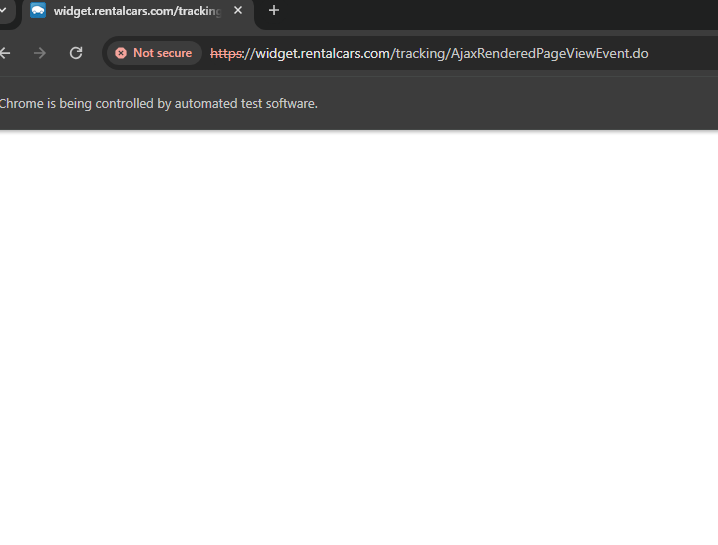 widget.rentalcars.com/tracking
Not secure https://widget.rentalcars.com/tracking/AjaxRenderedPageViewEvent.do
Chrome is being controlled by automated test software.